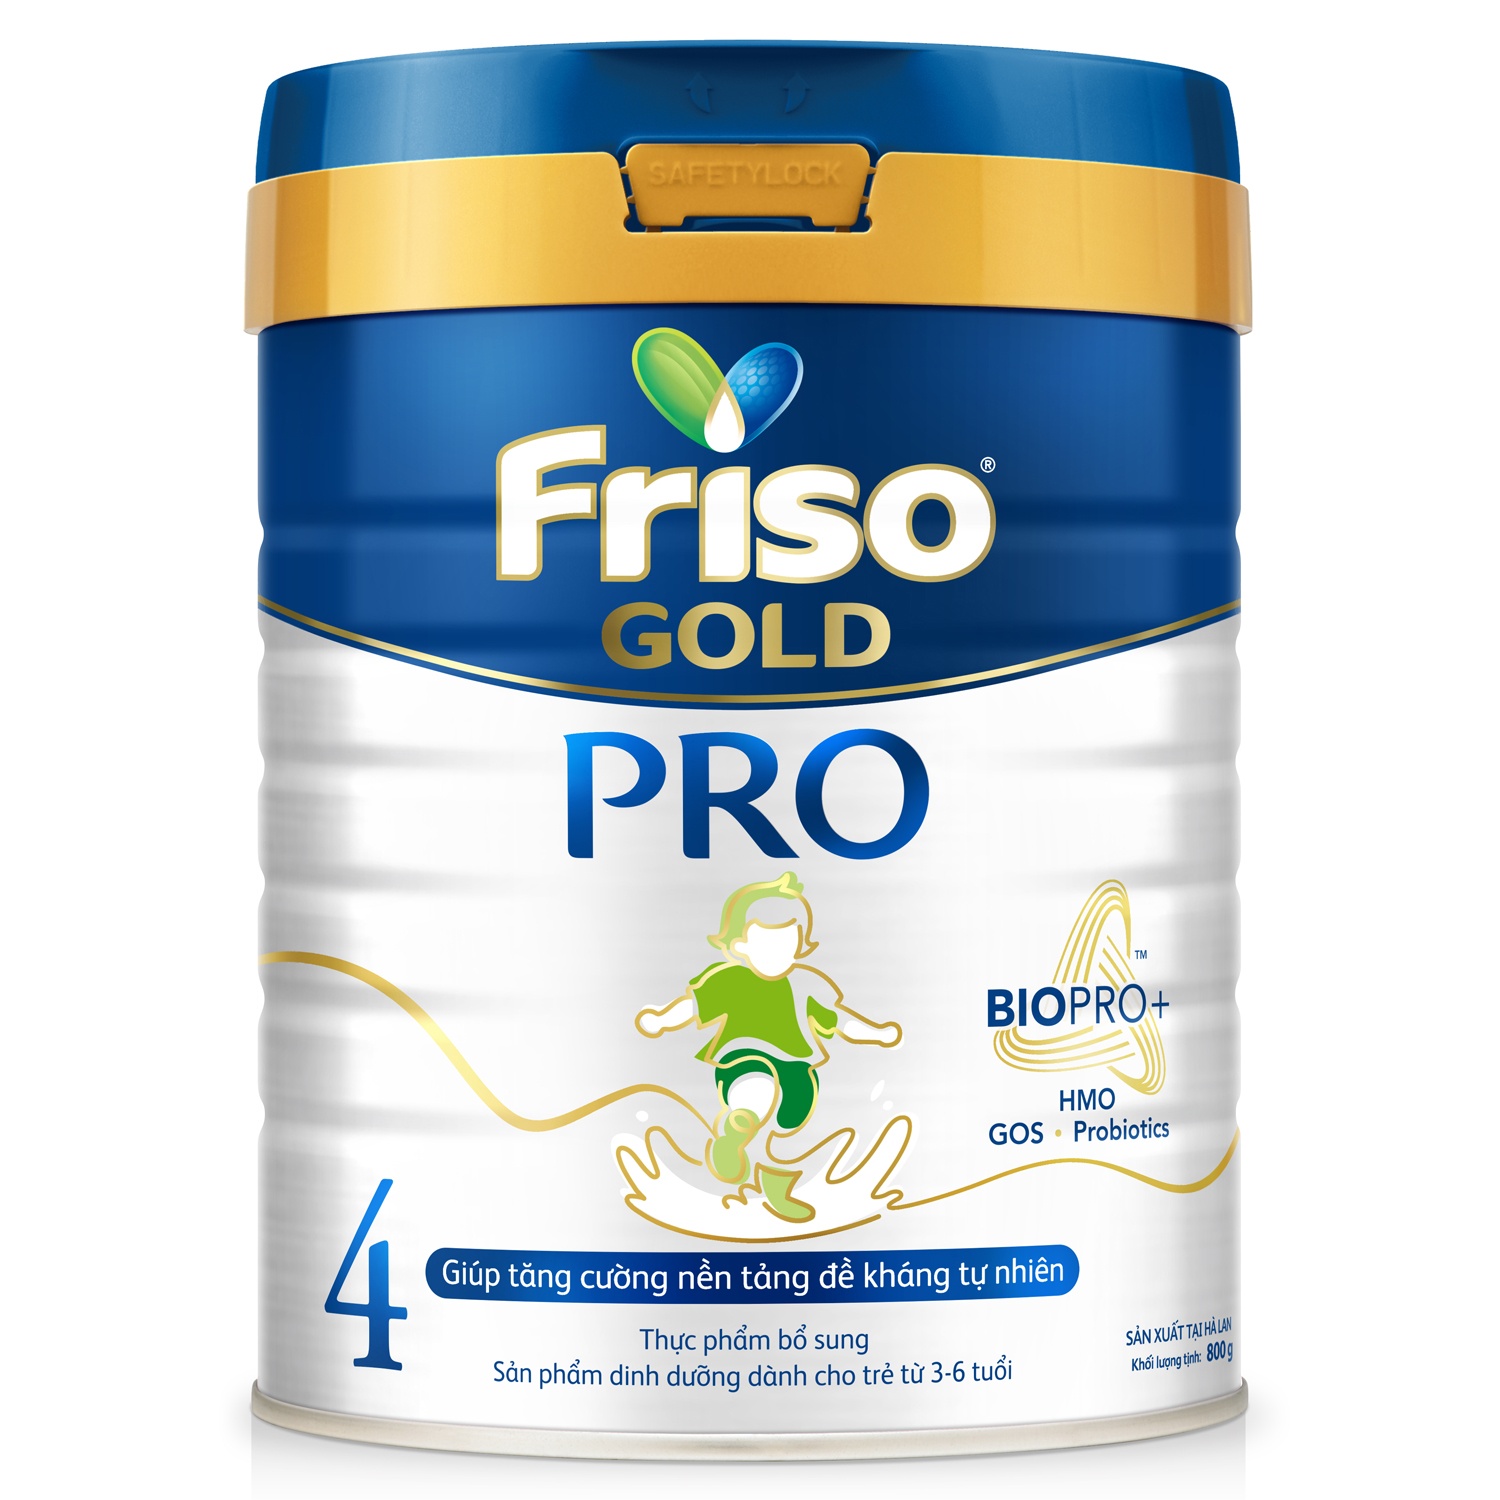 SAFETYLOCK
Friso®
GOLD
PRO
BIOPRO+™
HMO
GOS • Probiotics
4
Giúp tăng cường nền tảng đề kháng tự nhiên
Thực phẩm bổ sung
Sản phẩm dinh dưỡng dành cho trẻ từ 3-6 tuổi
SẢN XUẤT TẠI HÀ LAN
Khối lượng tịnh: 800 g